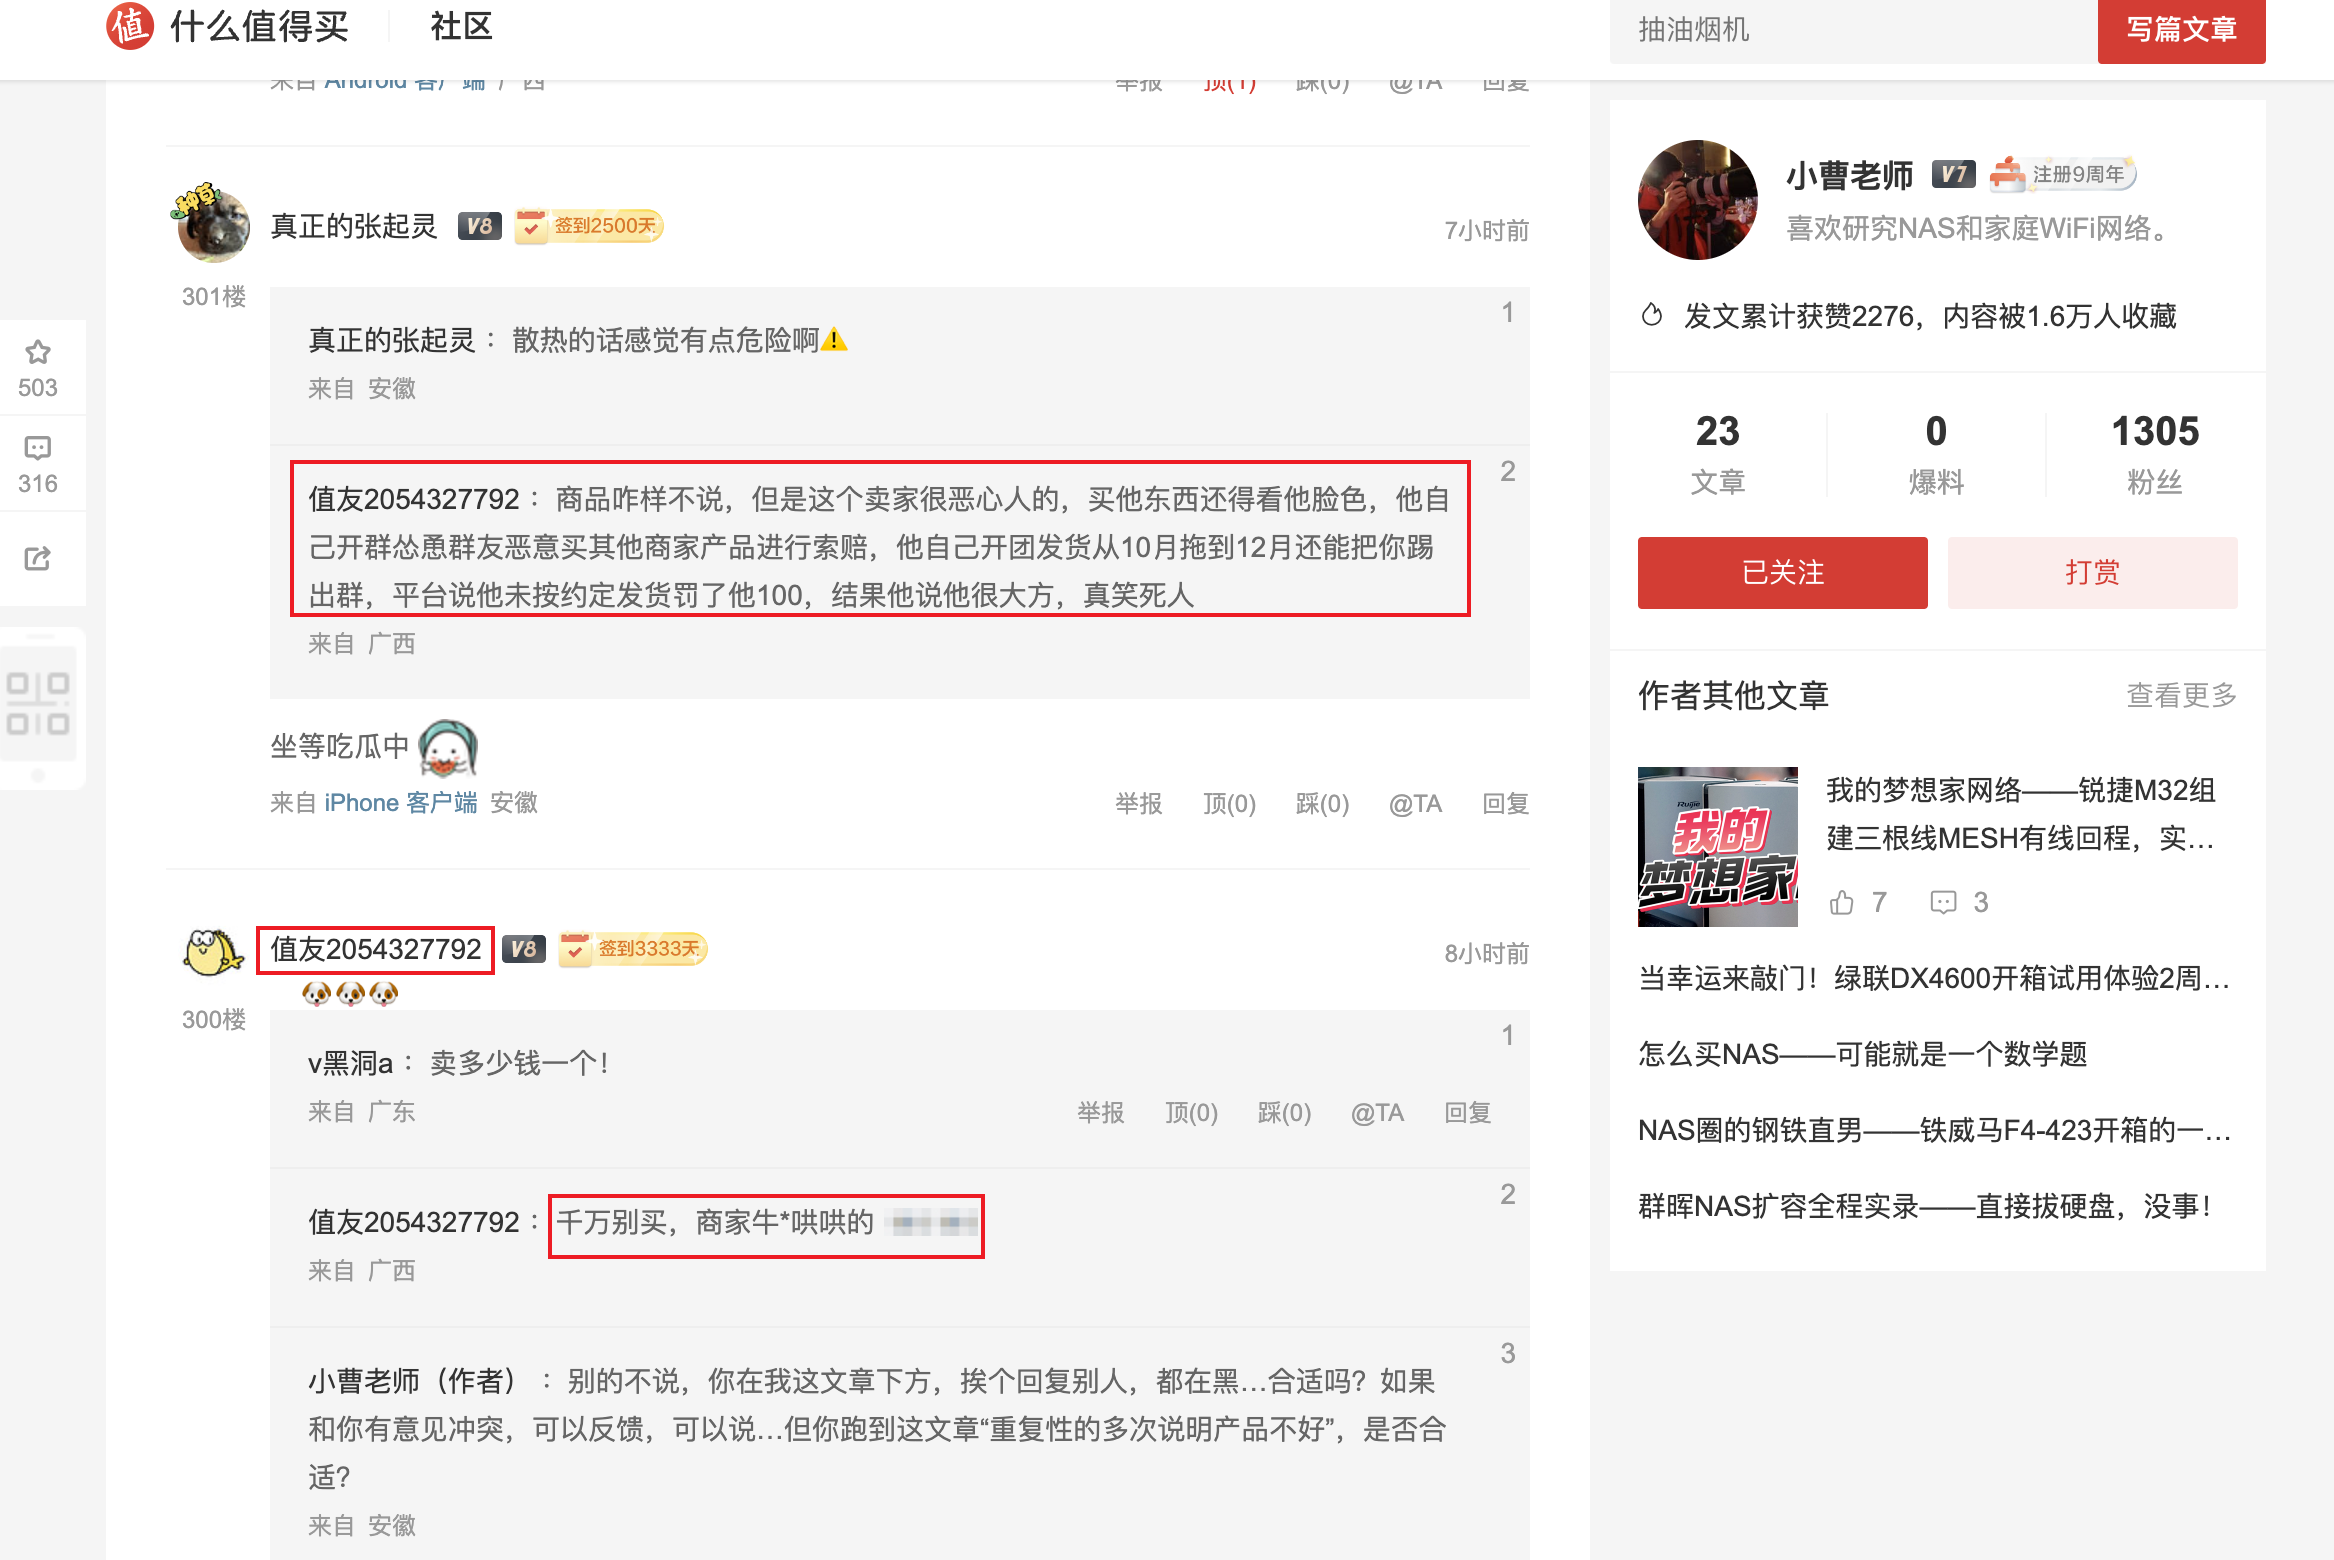 值 什么值得买 社区
抽油烟机
写篇文章
来自 Android 客户端 广西
举报 顶(1) 踩(0) @TA 回复
503
316
种草
真正的张起灵 V8 签到2500天
7小时前
301楼
1
真正的张起灵： 散热的话感觉有点危险啊⚠️
来自 安徽
2
值友2054327792： 商品咋样不说，但是这个卖家很恶心人的，买他东西还得看他脸色，他自
己开群怂恿群友恶意买其他商家产品进行索赔，他自己开团发货从10月拖到12月还能把你踢
出群，平台说他未按约定发货罚了他100，结果他说他很大方，真笑死人
来自 广西
坐等吃瓜中
来自 iPhone 客户端 安徽
举报 顶(0) 踩(0) @TA 回复
值友2054327792 V8 签到3333天
8小时前
🐶🐶🐶
300楼
1
v黑洞a： 卖多少钱一个！
来自 广东
举报 顶(0) 踩(0) @TA 回复
2
值友2054327792： 千万别买，商家牛*哄哄的
来自 广西
3
小曹老师（作者） ： 别的不说，你在我这文章下方，挨个回复别人，都在黑...合适吗？如果
和你有意见冲突，可以反馈，可以说...但你跑到这文章“重复性的多次说明产品不好”，是否合
适？
来自 安徽
小曹老师 V7 注册9周年
喜欢研究NAS和家庭WiFi网络。
发文累计获赞2276，内容被1.6万人收藏
23 0 1305
文章 爆料 粉丝
已关注 打赏
作者其他文章 查看更多
Ruijie
我的
梦想家
我的梦想家网络——锐捷M32组
建三根线MESH有线回程，实...
7 3
当幸运来敲门！绿联DX4600开箱试用体验2周...
怎么买NAS——可能就是一个数学题
NAS圈的钢铁直男——铁威马F4-423开箱的一...
群晖NAS扩容全程实录——直接拔硬盘，没事！